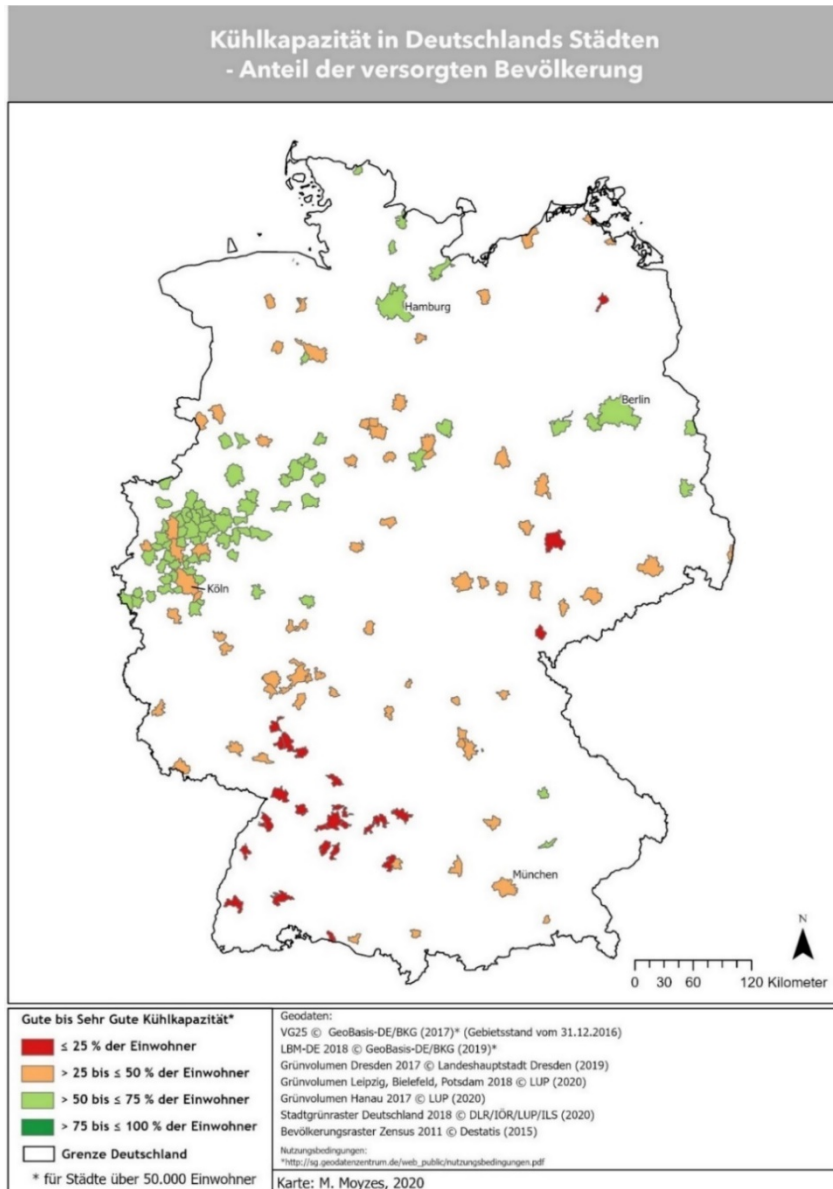 Kühlkapazität in Deutschlands Städten
- Anteil der versorgten Bevölkerung
Hamburg
Berlin
Köln
München
N
0 30 60 120 Kilometer
Gute bis Sehr Gute Kühlkapazität*
≤ 25 % der Einwohner
> 25 bis ≤ 50 % der Einwohner
> 50 bis ≤ 75 % der Einwohner
> 75 bis ≤ 100 % der Einwohner
Grenze Deutschland
* für Städte über 50.000 Einwohner
Geodaten:
VG25 © GeoBasis-DE/BKG (2017)* (Gebietsstand vom 31.12.2016)
LBM-DE 2018 © GeoBasis-DE/BKG (2019)*
Grünvolumen Dresden 2017 © Landeshauptstadt Dresden (2019)
Grünvolumen Leipzig, Bielefeld, Potsdam 2018 © LUP (2020)
Grünvolumen Hanau 2017 © LUP (2020)
Stadtgrünraster Deutschland 2018 © DLR/IÖR/LUP/ILS (2020)
Bevölkerungsraster Zensus 2011 © Destatis (2015)
Nutzungsbedingungen:
*http://sg.geodatenzentrum.de/web_public/nutzungsbedingungen.pdf
Karte: M. Moyzes, 2020